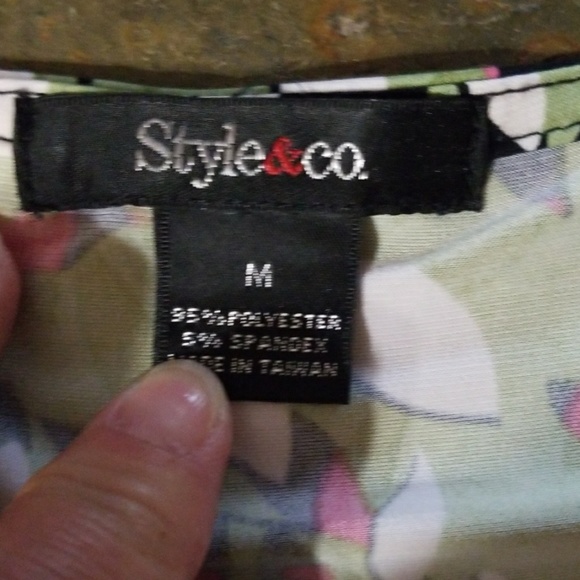 Style&co.
M
95% POLYESTER
5% SPANDEX
MADE IN TAIWAN